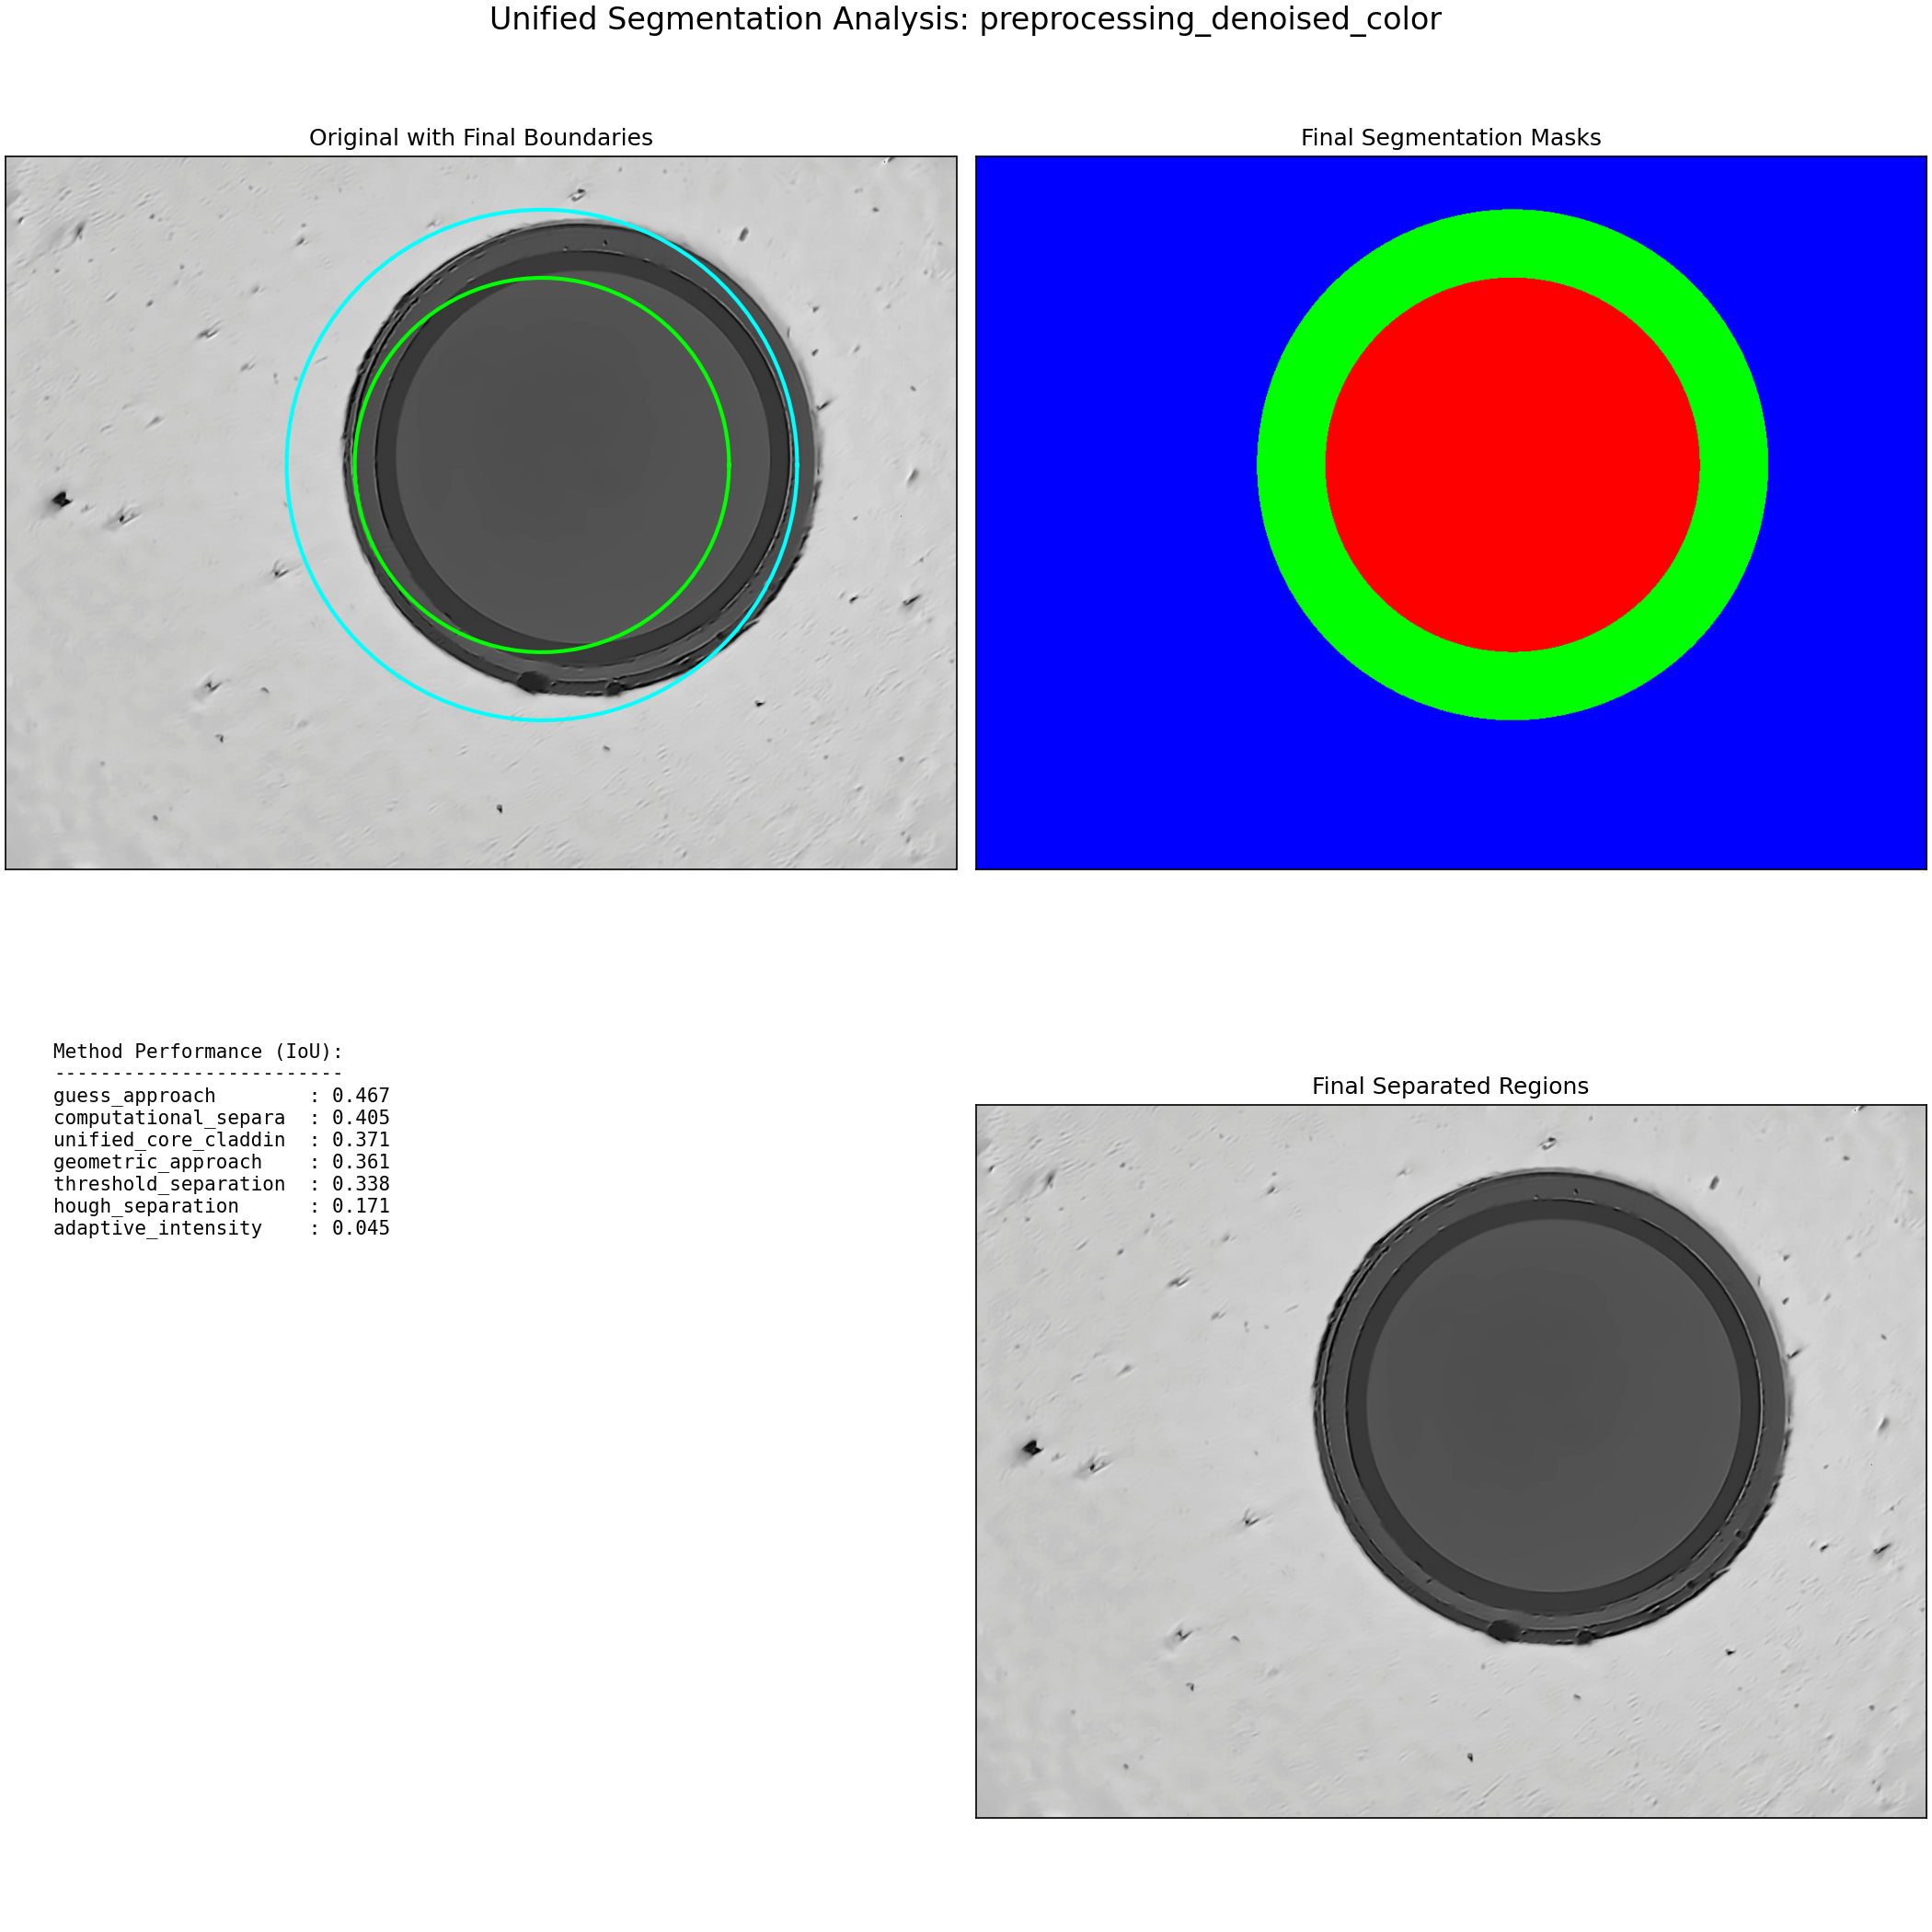 Unified Segmentation Analysis: preprocessing_denoised_color
Original with Final Boundaries
Final Segmentation Masks
Method Performance (IoU):
-------------------------
guess_approach        : 0.467
computational_separa  : 0.405
unified_core_claddin  : 0.371
geometric_approach    : 0.361
threshold_separation  : 0.338
hough_separation      : 0.171
adaptive_intensity    : 0.045
Final Separated Regions